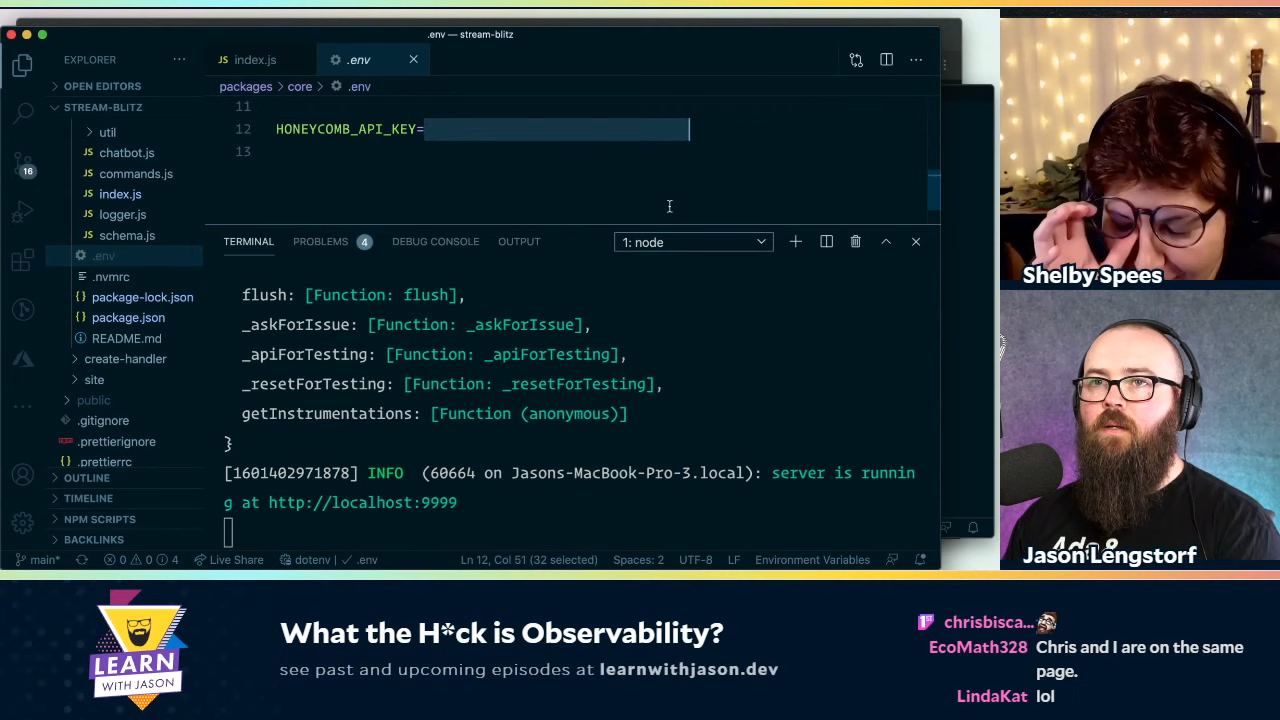 .env — stream-blitz
EXPLORER
index.js
.env
OPEN EDITORS
packages
core
.env
STREAM-BLITZ
util
chatbot.js
commands.js
index.js
logger.js
schema.js
.env
.nvmrc
package-lock.json
package.json
README.md
create-handler
site
public
.gitignore
.prettierignore
.prettierrc
OUTLINE
TIMELINE
NPM SCRIPTS
BACKLINKS
16
11
12 HONEYCOMB_API_KEY=
13
TERMINAL PROBLEMS 4 DEBUG CONSOLE OUTPUT 1: node
flush: [Function: flush],
_askForIssue: [Function: _askForIssue],
_apiForTesting: [Function: _apiForTesting],
_resetForTesting: [Function: _resetForTesting],
getInstrumentations: [Function (anonymous)]
}
[1601402971878] INFO (60664 on Jasons-MacBook-Pro-3.local): server is runnin
g at http://localhost:9999
main* 0 0 4 Live Share dotenv | ✓ .env Ln 12, Col 51 (32 selected) Spaces: 2 UTF-8 LF Environment Variables
Shelby Spees
Jason Lengstorf
LEARN
WITH JASON
What the H*ck is Observability?
see past and upcoming episodes at learnwithjason.dev
1st chrisbisca...
EcoMath328 Chris and I are on the same
page.
LindaKat lol